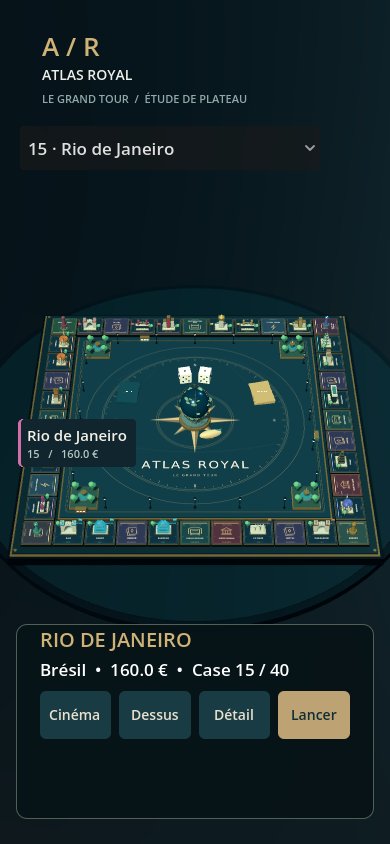 A / R
ATLAS ROYAL
LE GRAND TOUR / ÉTUDE DE PLATEAU
15 · Rio de Janeiro
Rio de Janeiro
15 / 160.0 €
ATLAS ROYAL
LE GRAND TOUR
RIO DE JANEIRO
Brésil • 160.0 € • Case 15 / 40
Cinéma
Dessus
Détail
Lancer